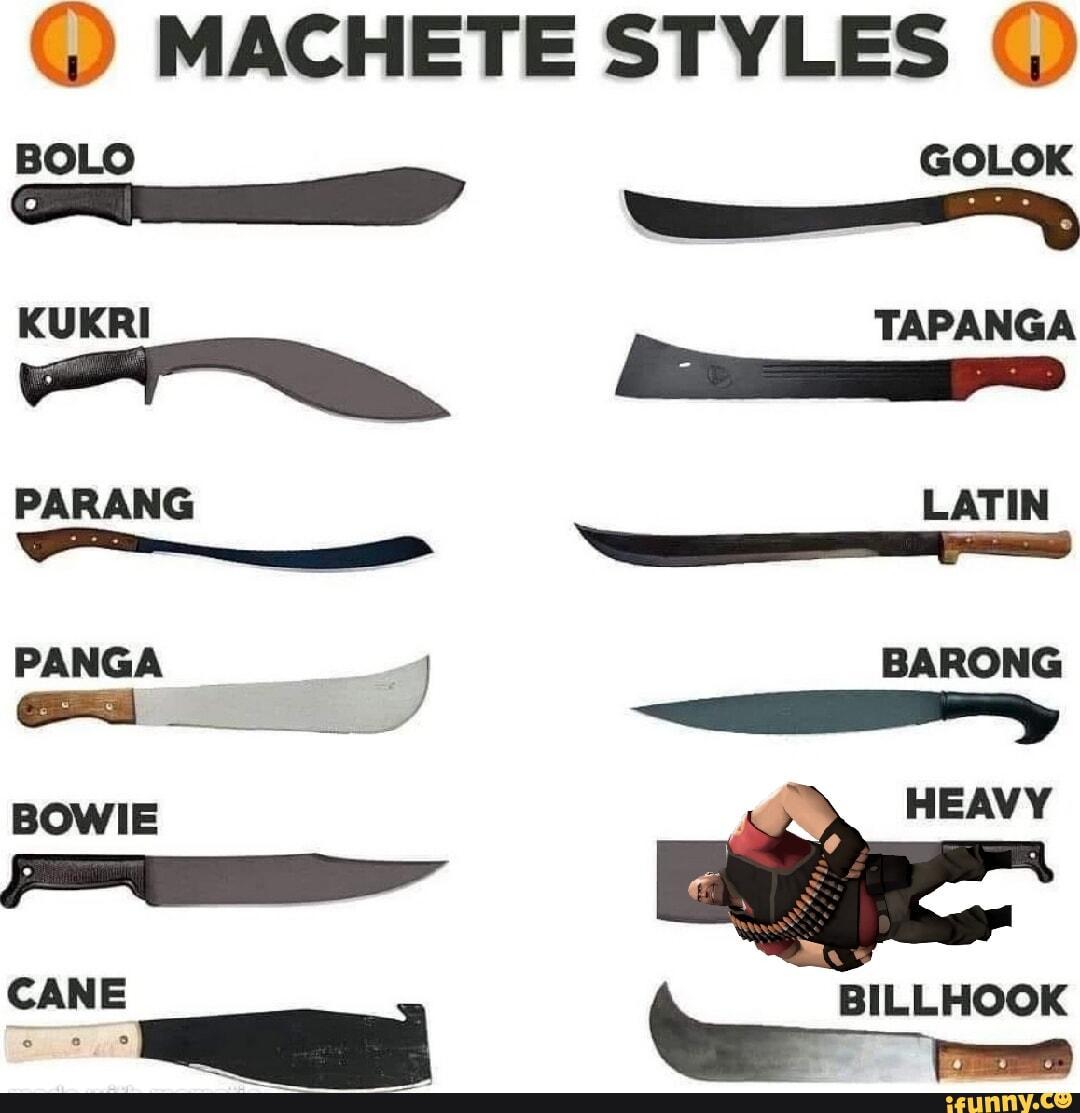 MACHETE STYLES
BOLO
GOLOK
KUKRI
TAPANGA
PARANG
LATIN
PANGA
BARONG
BOWIE
HEAVY
CANE
BILLHOOK
ifunny.co